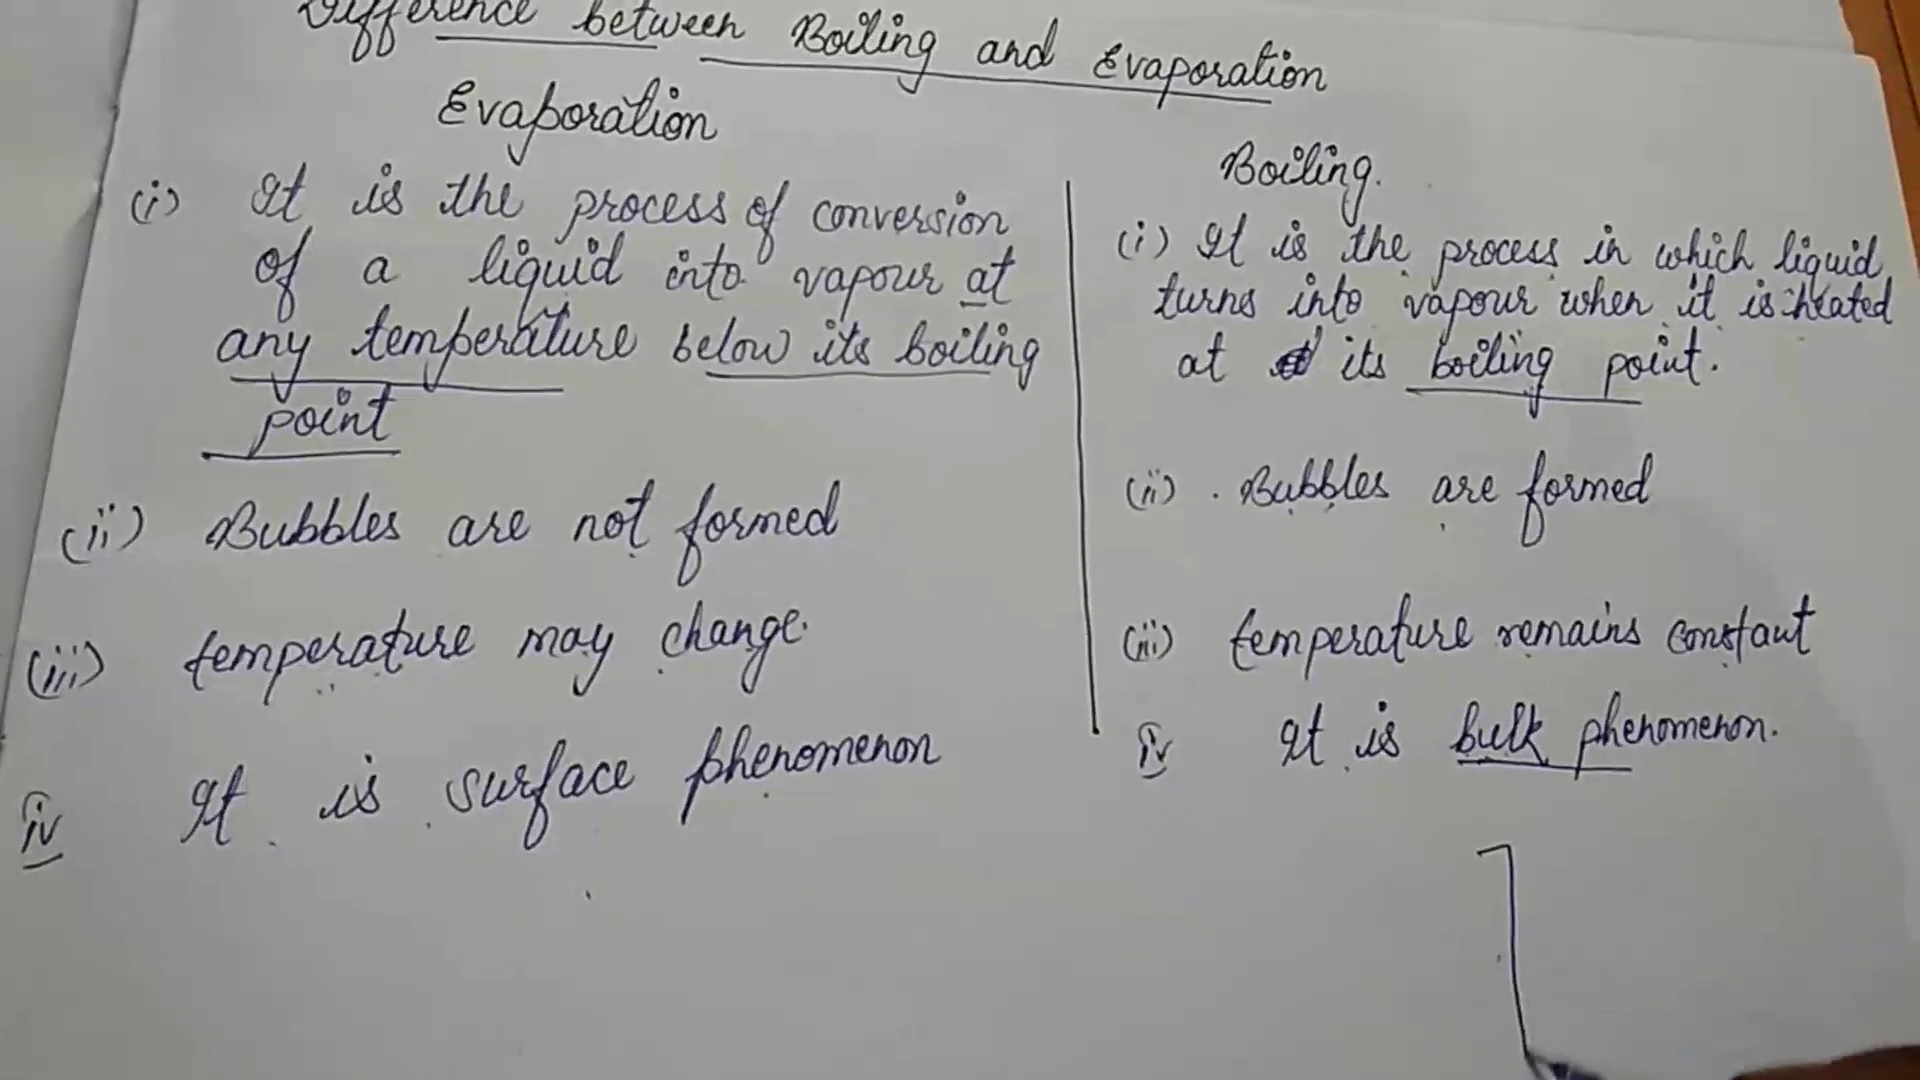 Difference between Boiling and Evaporation
Evaporation
(i) It is the process of conversion
of a liquid into vapour at
any temperature below its boiling
point
(ii) Bubbles are not formed
(iii) temperature may change.
iv It is surface phenomenon
Boiling.
(i) It is the process in which liquid
turns into vapour when it is heated
at its boiling point.
(ii) Bubbles are formed
(iii) temperature remains constant
iv It is bulk phenomenon.